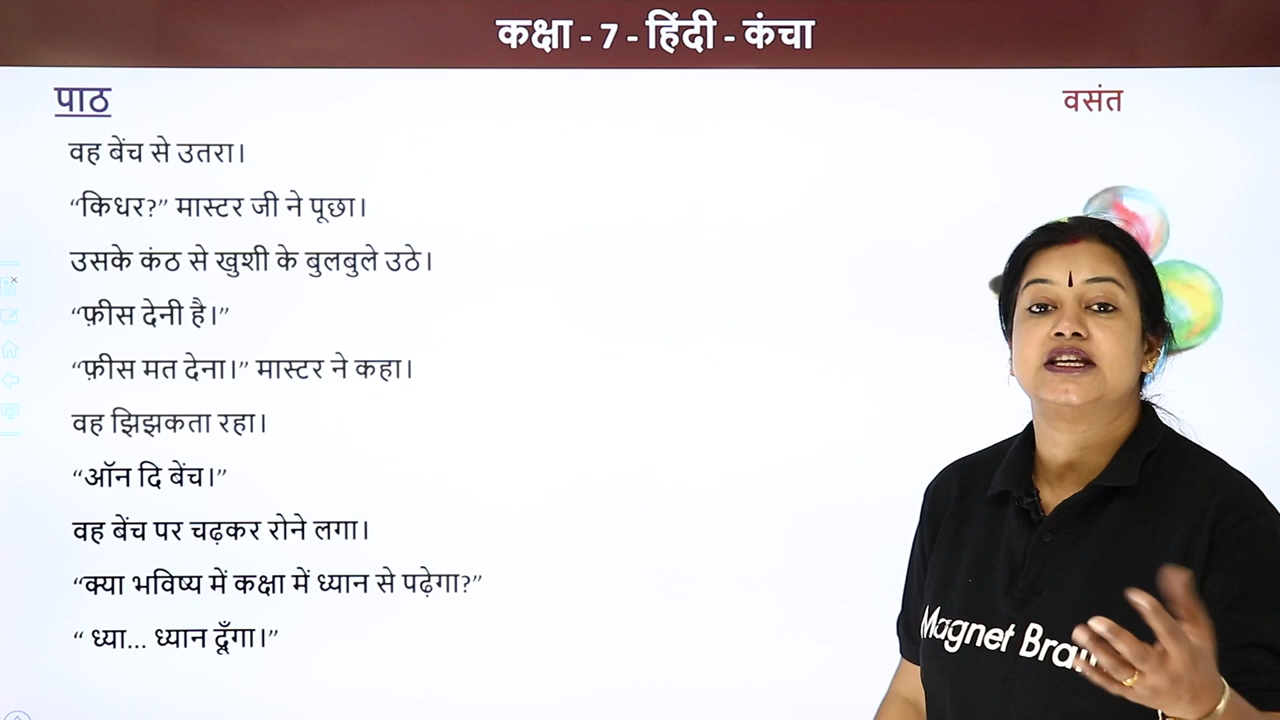 कक्षा - 7 - हिंदी - कंचा
पाठ
वसंत
वह बेंच से उतरा।
“किधर?” मास्टर जी ने पूछा।
उसके कंठ से खुशी के बुलबुले उठे।
“फ़ीस देनी है।”
“फ़ीस मत देना।” मास्टर ने कहा।
वह झिझकता रहा।
“ऑन दि बेंच।”
वह बेंच पर चढ़कर रोने लगा।
“क्या भविष्य में कक्षा में ध्यान से पढ़ेगा?”
“ ध्या... ध्यान दूँगा।”
Magnet